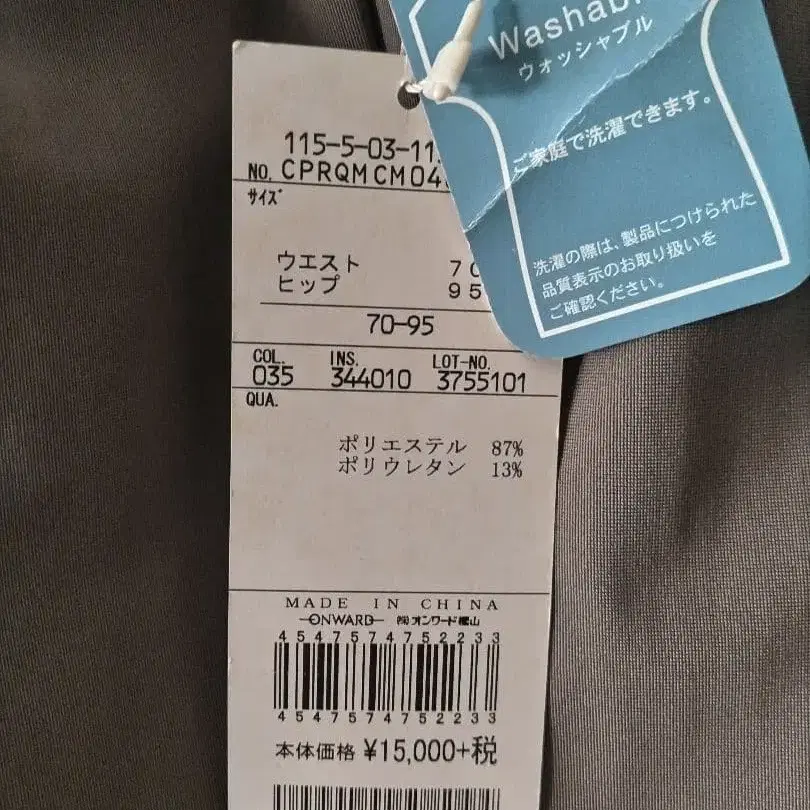 115-5-03-11
NO. CPRQMCM04
サイズ
ウエスト 70
ヒップ 95
70-95
COL. INS. LOT-NO.
035 344010 3755101
QUA.
ポリエステル 87%
ポリウレタン 13%
MADE IN CHINA
ONWARD ㈱オンワード樫山
4547574752233
4547574752233
本体価格 ¥15,000+税
Washab
ウォッシャブル
ご家庭で洗濯できます。
洗濯の際は、製品につけられた
品質表示のお取り扱いを
ご確認ください。